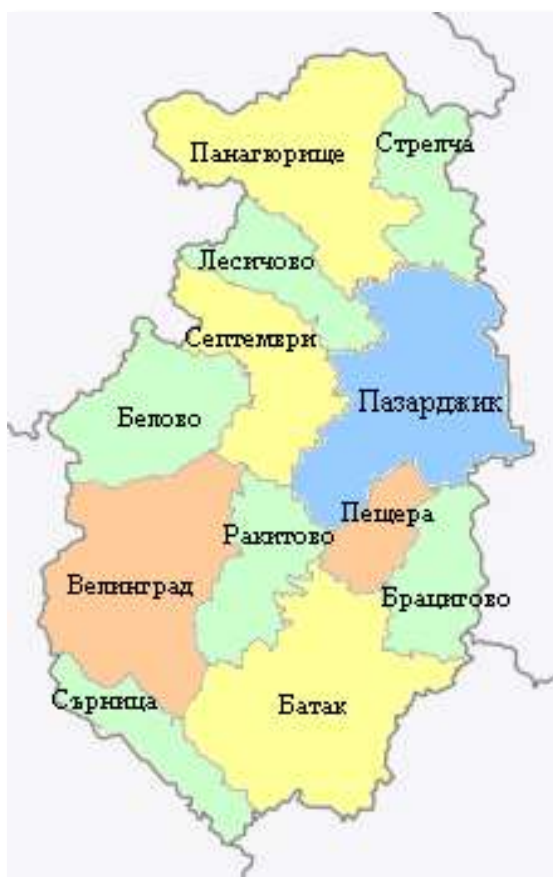 Стрелча
Панагюрище
Лесичово
Септември
Пазарджик
Белово
Пещера
Ракитово
Велинград
Брацигово
Сърница
Батак